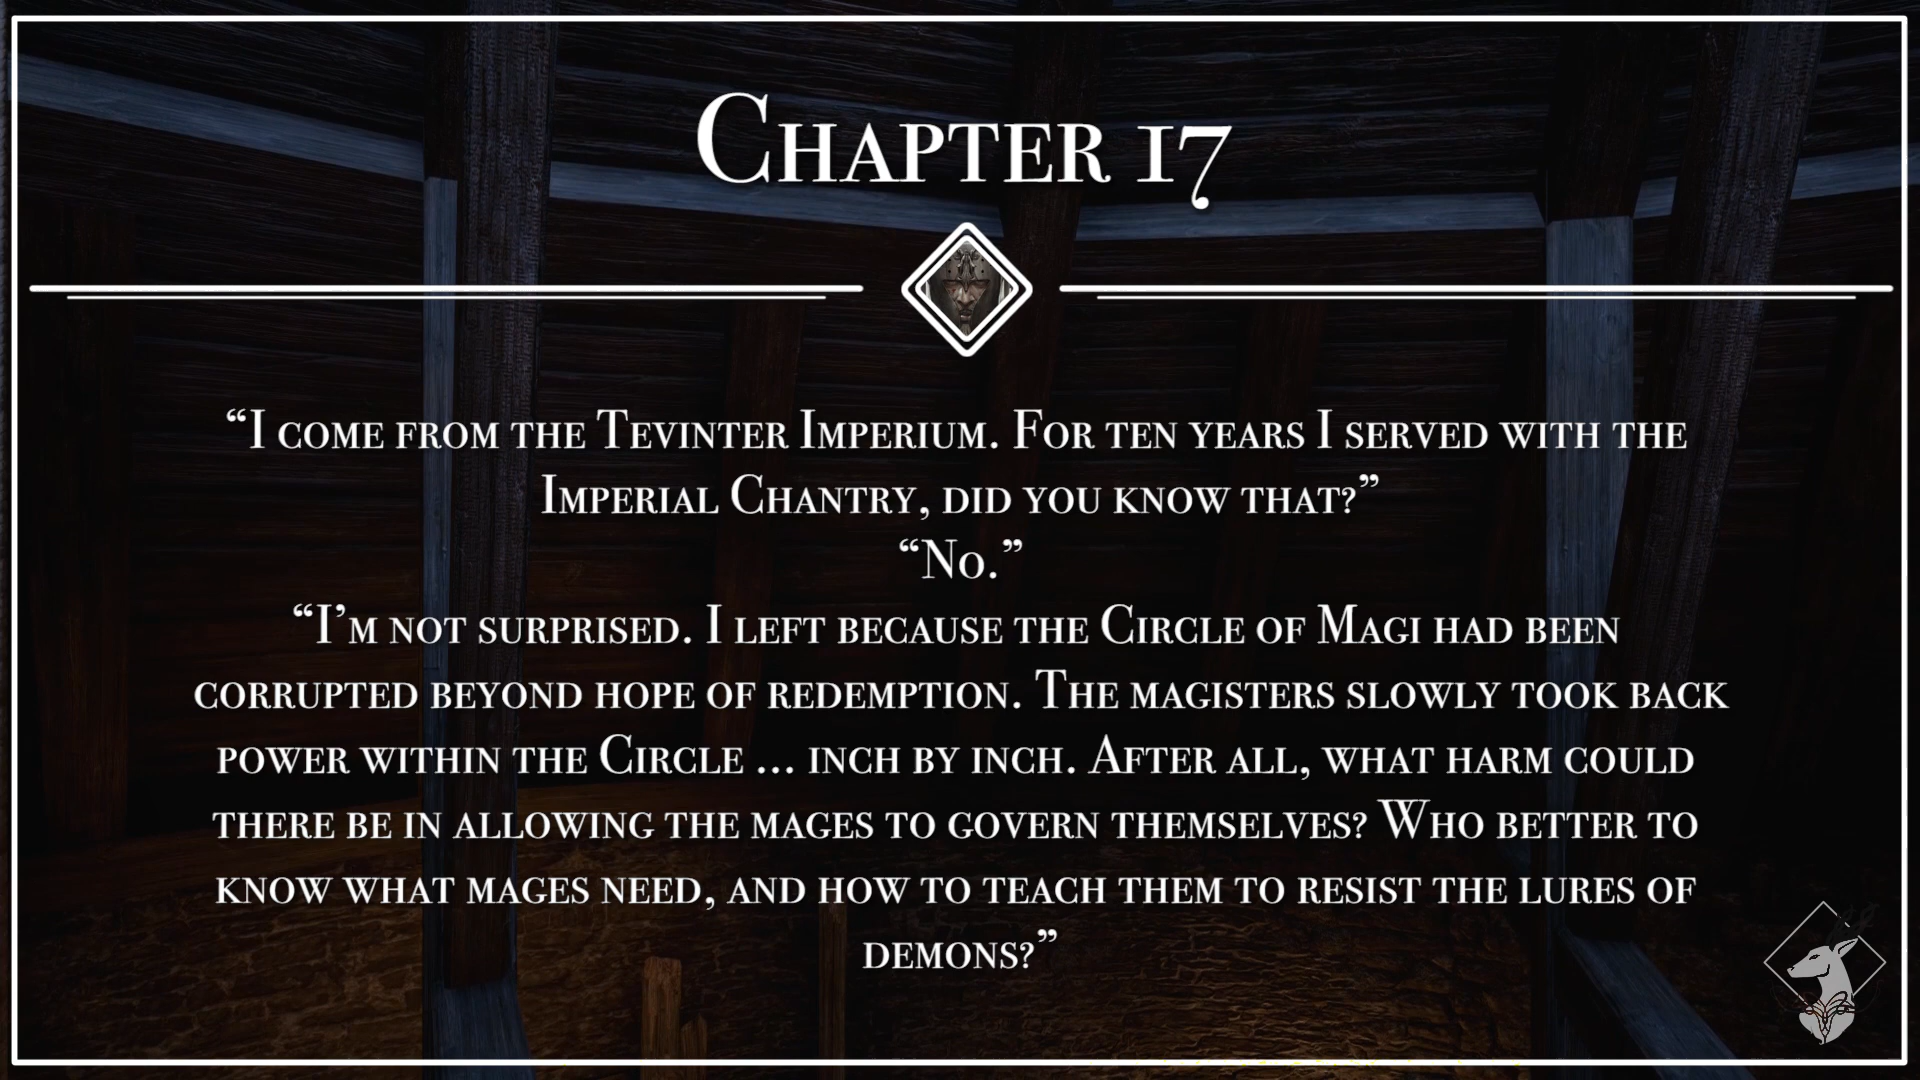 Chapter 17
“I come from the Tevinter Imperium. For ten years I served with the
Imperial Chantry, did you know that?”
“No.”
“I’m not surprised. I left because the Circle of Magi had been
corrupted beyond hope of redemption. The magisters slowly took back
power within the Circle ... inch by inch. After all, what harm could
there be in allowing the mages to govern themselves? Who better to
know what mages need, and how to teach them to resist the lures of
demons?”